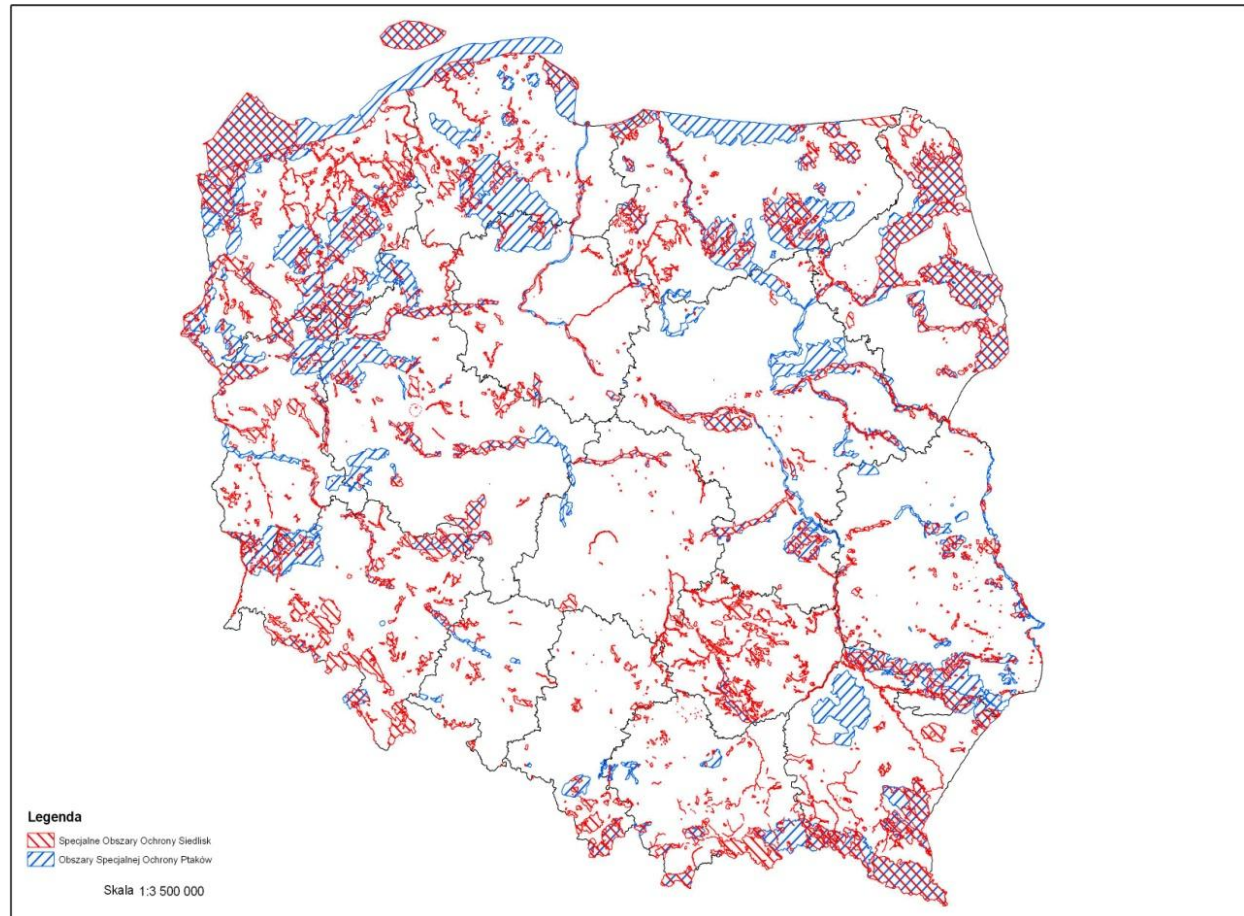 Legenda
Specjalne Obszary Ochrony Siedlisk
Obszary Specjalnej Ochrony Ptaków
Skala 1:3 500 000